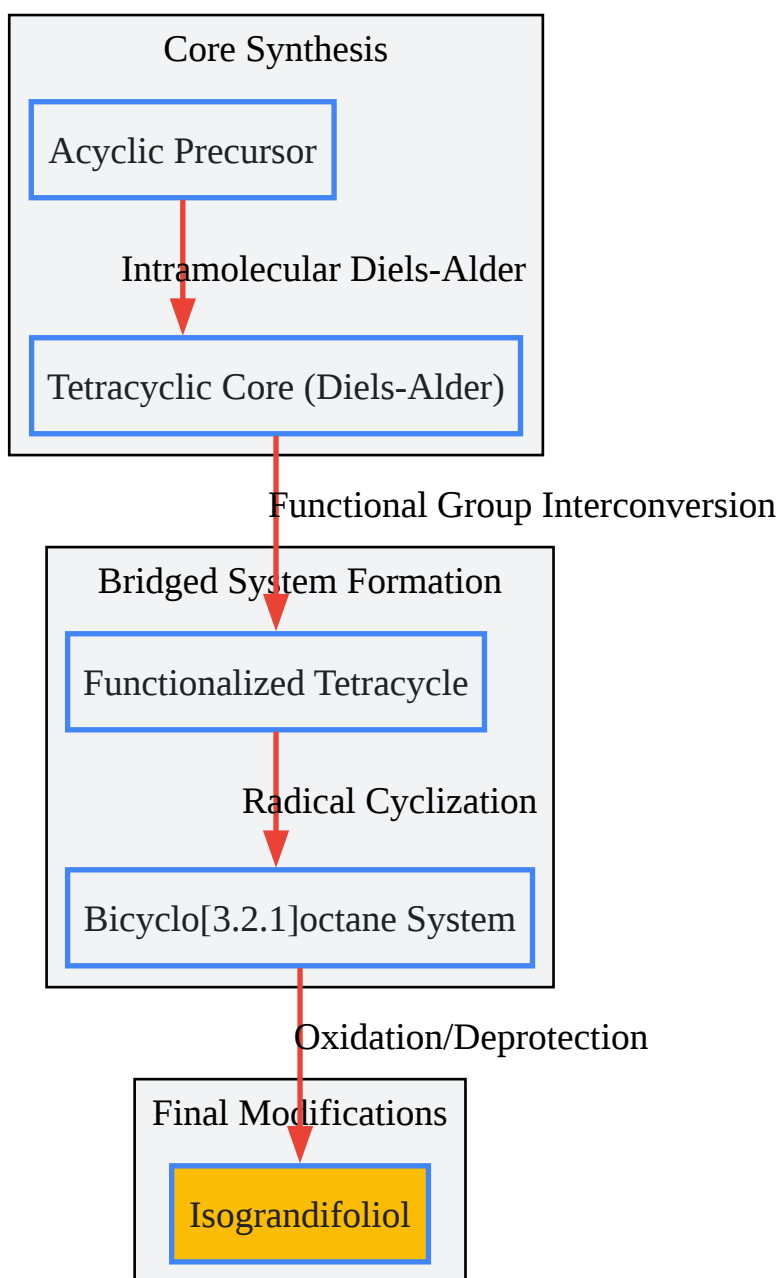 Core Synthesis
Acyclic Precursor
Intramolecular Diels-Alder
Tetracyclic Core (Diels-Alder)
Functional Group Interconversion
Bridged System Formation
Functionalized Tetracycle
Radical Cyclization
Bicyclo[3.2.1]octane System
Oxidation/Deprotection
Final Modifications
Isograndifoliol